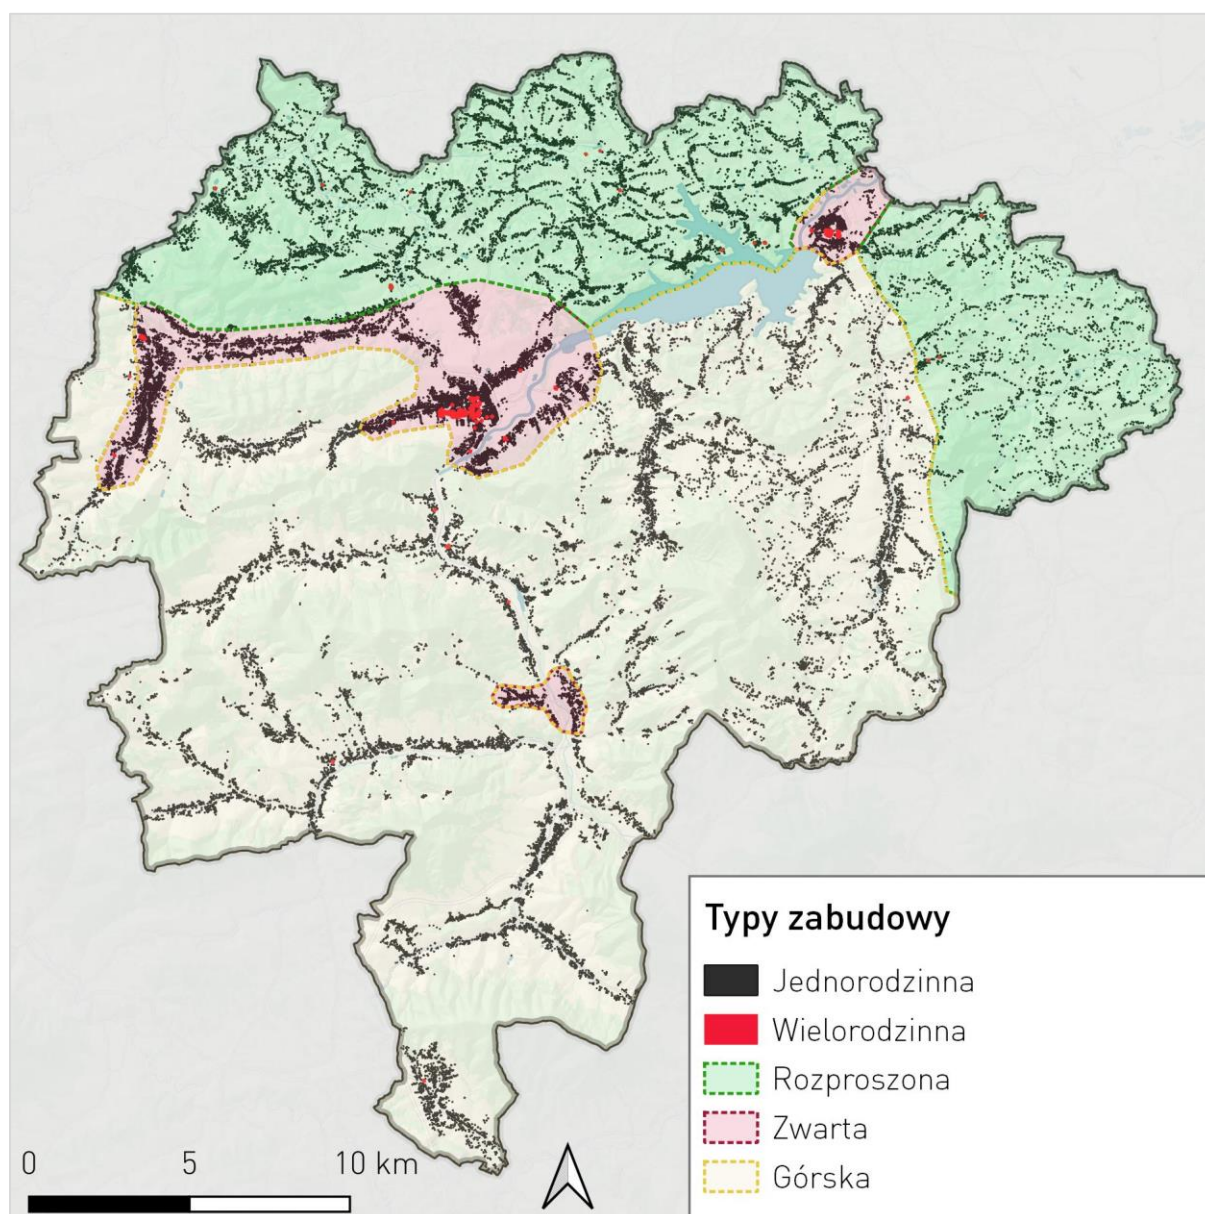 Typy zabudowy
Jednorodzinna
Wielorodzinna
Rozproszona
Zwarta
Górska
0 5 10 km